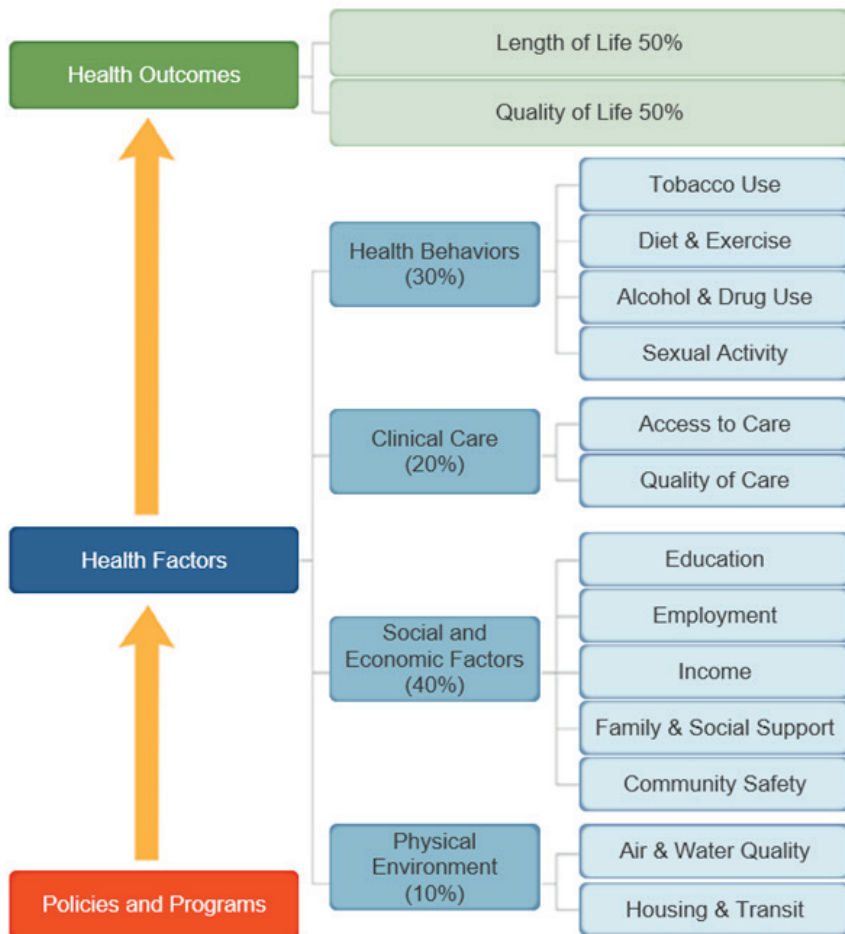 Health Outcomes
Length of Life 50%
Quality of Life 50%
Health Factors
Health Behaviors
(30%)
Tobacco Use
Diet & Exercise
Alcohol & Drug Use
Sexual Activity
Clinical Care
(20%)
Access to Care
Quality of Care
Social and
Economic Factors
(40%)
Education
Employment
Income
Family & Social Support
Community Safety
Physical
Environment
(10%)
Air & Water Quality
Housing & Transit
Policies and Programs